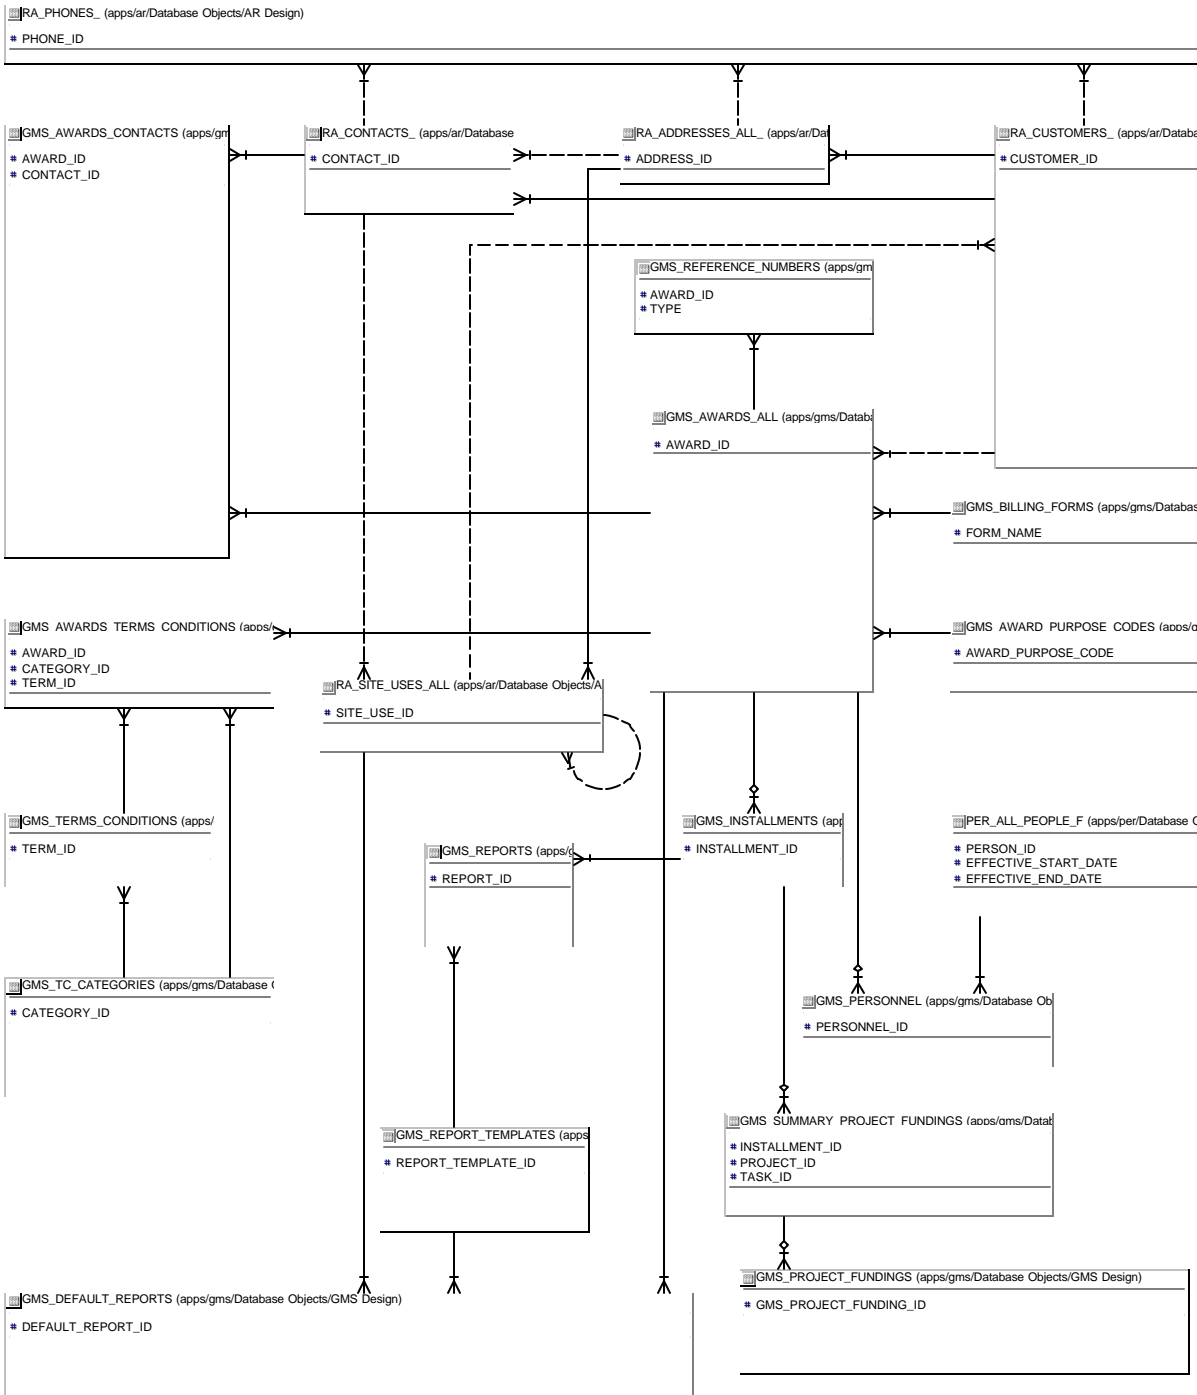 RA_PHONES_ (apps/ar/Database Objects/AR Design)
# PHONE_ID
GMS_AWARDS_CONTACTS (apps/gm
# AWARD_ID
# CONTACT_ID
RA_CONTACTS_ (apps/ar/Database
# CONTACT_ID
RA_ADDRESSES_ALL_ (apps/ar/Dat
# ADDRESS_ID
RA_CUSTOMERS_ (apps/ar/Databa
# CUSTOMER_ID
GMS_REFERENCE_NUMBERS (apps/gm
# AWARD_ID
# TYPE
GMS_AWARDS_ALL (apps/gms/Databa
# AWARD_ID
GMS_BILLING_FORMS (apps/gms/Databas
# FORM_NAME
GMS_AWARDS_TERMS_CONDITIONS (apps/
# AWARD_ID
# CATEGORY_ID
# TERM_ID
GMS_AWARD_PURPOSE_CODES (apps/g
# AWARD_PURPOSE_CODE
RA_SITE_USES_ALL (apps/ar/Database Objects/A
# SITE_USE_ID
GMS_TERMS_CONDITIONS (apps/
# TERM_ID
GMS_REPORTS (apps/g
# REPORT_ID
GMS_INSTALLMENTS (app
# INSTALLMENT_ID
PER_ALL_PEOPLE_F (apps/per/Database O
# PERSON_ID
# EFFECTIVE_START_DATE
# EFFECTIVE_END_DATE
GMS_TC_CATEGORIES (apps/gms/Database O
# CATEGORY_ID
GMS_PERSONNEL (apps/gms/Database Ob
# PERSONNEL_ID
GMS_REPORT_TEMPLATES (apps
# REPORT_TEMPLATE_ID
GMS_SUMMARY_PROJECT_FUNDINGS (apps/gms/Datab
# INSTALLMENT_ID
# PROJECT_ID
# TASK_ID
GMS_DEFAULT_REPORTS (apps/gms/Database Objects/GMS Design)
# DEFAULT_REPORT_ID
GMS_PROJECT_FUNDINGS (apps/gms/Database Objects/GMS Design)
# GMS_PROJECT_FUNDING_ID